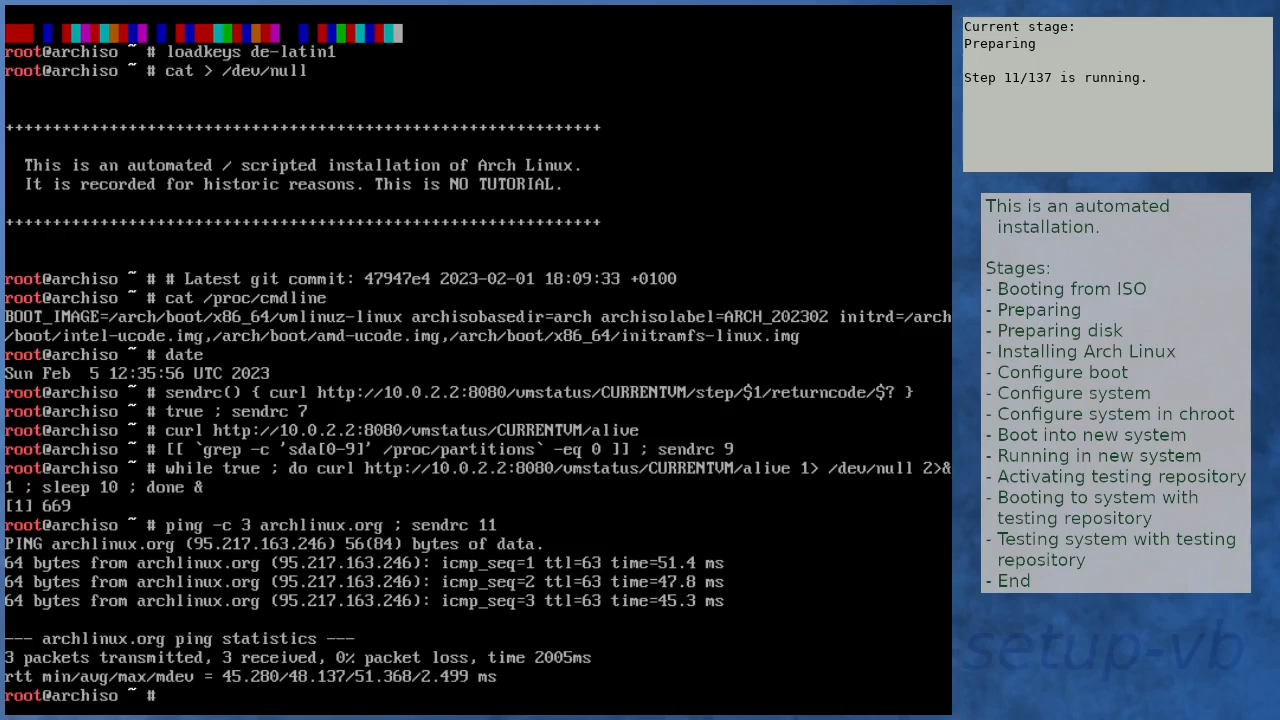 root@archiso ~ # loadkeys de-latin1
root@archiso ~ # cat > /dev/null
++++++++++++++++++++++++++++++++++++++++++++++++++++++++++++++++
This is an automated / scripted installation of Arch Linux.
It is recorded for historic reasons. This is NO TUTORIAL.
++++++++++++++++++++++++++++++++++++++++++++++++++++++++++++++++
root@archiso ~ # # Latest git commit: 47947e4 2023-02-01 18:09:33 +0100
root@archiso ~ # cat /proc/cmdline
BOOT_IMAGE=/arch/boot/x86_64/vmlinuz-linux archisobasedir=arch archisolabel=ARCH_202302 initrd=/arch
/boot/intel-ucode.img,/arch/boot/amd-ucode.img,/arch/boot/x86_64/initramfs-linux.img
root@archiso ~ # date
Sun Feb  5 12:35:56 UTC 2023
root@archiso ~ # sendrc() { curl http://10.0.2.2:8080/vmstatus/CURRENTVM/step/$1/returncode/$? }
root@archiso ~ # true ; sendrc 7
root@archiso ~ # curl http://10.0.2.2:8080/vmstatus/CURRENTVM/alive
root@archiso ~ # [[ `grep -c 'sda[0-9]' /proc/partitions` -eq 0 ]] ; sendrc 9
root@archiso ~ # while true ; do curl http://10.0.2.2:8080/vmstatus/CURRENTVM/alive 1> /dev/null 2>&
1 ; sleep 10 ; done &
[1] 669
root@archiso ~ # ping -c 3 archlinux.org ; sendrc 11
PING archlinux.org (95.217.163.246) 56(84) bytes of data.
64 bytes from archlinux.org (95.217.163.246): icmp_seq=1 ttl=63 time=51.4 ms
64 bytes from archlinux.org (95.217.163.246): icmp_seq=2 ttl=63 time=47.8 ms
64 bytes from archlinux.org (95.217.163.246): icmp_seq=3 ttl=63 time=45.3 ms
--- archlinux.org ping statistics ---
3 packets transmitted, 3 received, 0% packet loss, time 2005ms
rtt min/avg/max/mdev = 45.280/48.137/51.368/2.499 ms
root@archiso ~ #
Current stage:
Preparing
Step 11/137 is running.
This is an automated
installation.
Stages:
- Booting from ISO
- Preparing
- Preparing disk
- Installing Arch Linux
- Configure boot
- Configure system
- Configure system in chroot
- Boot into new system
- Running in new system
- Activating testing repository
- Booting to system with
testing repository
- Testing system with testing
repository
- End
setup-vb